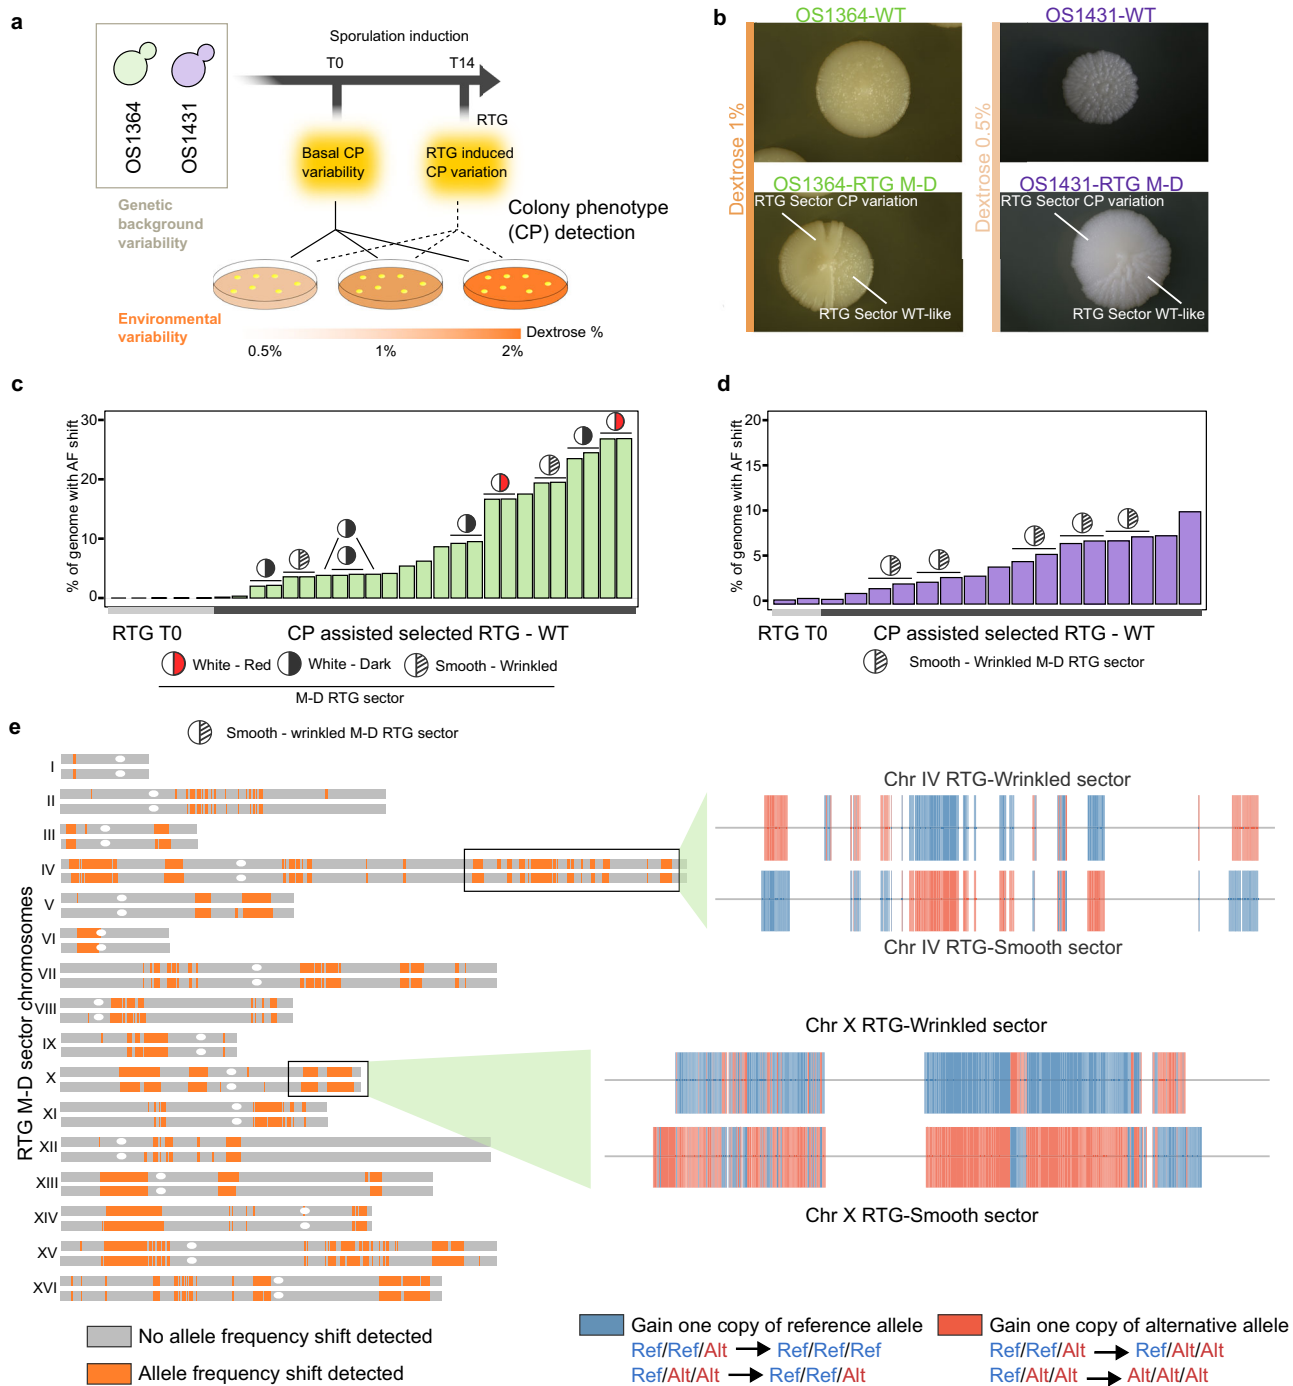 a
Sporulation induction
T0
T14
RTG
OS1364
OS1431
Basal CP
variability
RTG induced
CP variation
Genetic
background
variability
Colony phenotype
(CP) detection
Environmental
variability
Dextrose %
0.5%
1%
2%
b
OS1364-WT
OS1431-WT
Dextrose 1%
Dextrose 0.5%
OS1364-RTG M-D
OS1431-RTG M-D
RTG Sector CP variation
RTG Sector WT-like
RTG Sector CP variation
RTG Sector WT-like
c
% of genome with AF shift
30
20
10
0
RTG T0
CP assisted selected RTG - WT
White - Red
White - Dark
Smooth - Wrinkled
M-D RTG sector
d
% of genome with AF shift
20
15
10
5
0
RTG T0
CP assisted selected RTG - WT
Smooth - Wrinkled M-D RTG sector
e
Smooth - wrinkled M-D RTG sector
RTG M-D sector chromosomes
I
II
III
IV
V
VI
VII
VIII
IX
X
XI
XII
XIII
XIV
XV
XVI
Chr IV RTG-Wrinkled sector
Chr IV RTG-Smooth sector
Chr X RTG-Wrinkled sector
Chr X RTG-Smooth sector
No allele frequency shift detected
Allele frequency shift detected
Gain one copy of reference allele
Ref/Ref/Alt → Ref/Ref/Ref
Ref/Alt/Alt → Ref/Ref/Alt
Gain one copy of alternative allele
Ref/Ref/Alt → Ref/Alt/Alt
Ref/Alt/Alt → Alt/Alt/Alt